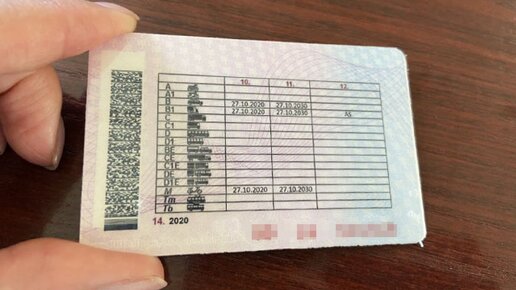 10. 11. 12.
A
A1
B 27.10.2020 27.10.2030
B1 27.10.2020 27.10.2030 AS
C
C1
D
D1
BE
CE
C1E
DE
D1E
M 27.10.2020 27.10.2030
Tm
Tb
14. 2020